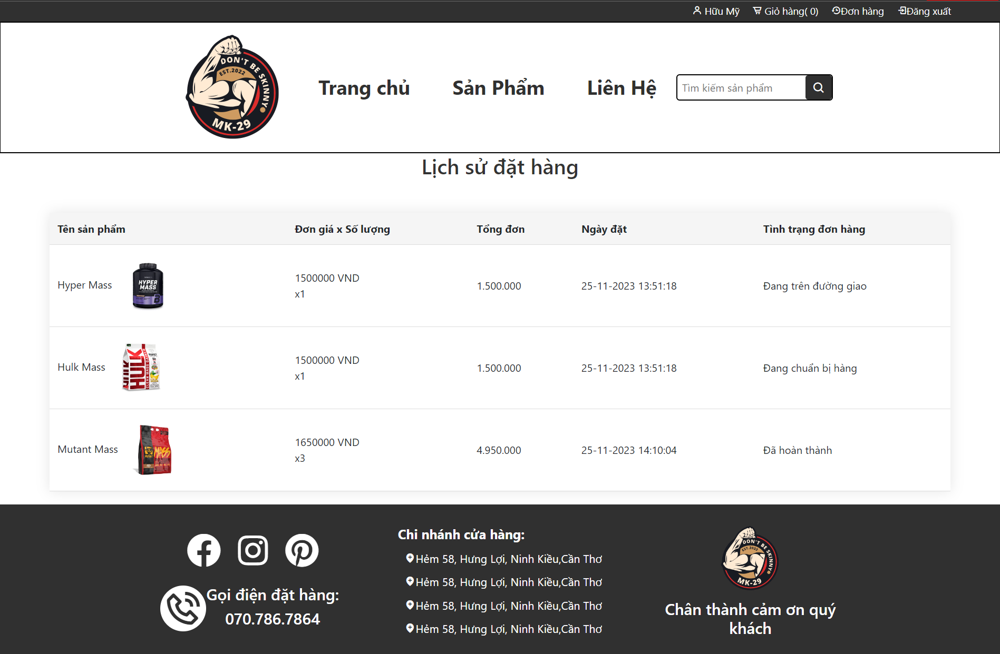 Hữu Mỹ Giỏ hàng( 0) Đơn hàng Đăng xuất
DON'T BE SKINNY
EST.2022
MK-29
Trang chủ Sản Phẩm Liên Hệ Tìm kiếm sản phẩm
Lịch sử đặt hàng
Tên sản phẩm Đơn giá x Số lượng Tổng đơn Ngày đặt Tình trạng đơn hàng
HYPER
MASS
Hyper Mass 1500000 VND x1 1.500.000 25-11-2023 13:51:18 Đang trên đường giao
HULK
CLEAN MASS GAINER
Hulk Mass 1500000 VND x1 1.500.000 25-11-2023 13:51:18 Đang chuẩn bị hàng
MUTANT
MASS
Mutant Mass 1650000 VND x3 4.950.000 25-11-2023 14:10:04 Đã hoàn thành
Gọi điện đặt hàng:
070.786.7864
Chi nhánh cửa hàng:
Hẻm 58, Hưng Lợi, Ninh Kiều,Cần Thơ
Hẻm 58, Hưng Lợi, Ninh Kiều,Cần Thơ
Hẻm 58, Hưng Lợi, Ninh Kiều,Cần Thơ
Hẻm 58, Hưng Lợi, Ninh Kiều,Cần Thơ
DON'T BE SKINNY
EST.2022
MK-29
Chân thành cảm ơn quý
khách